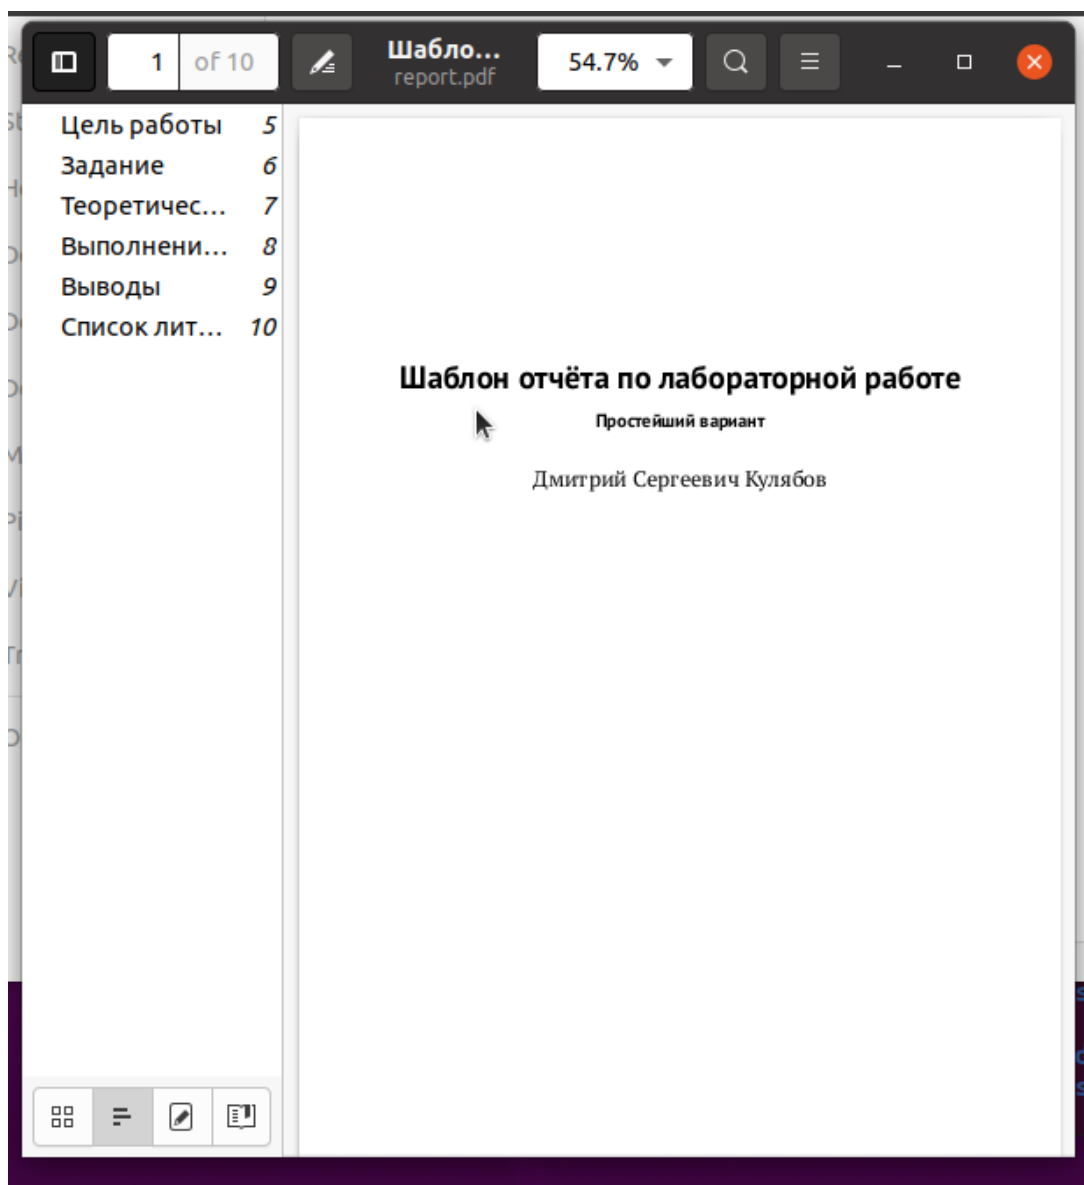 1 of 10
Шабло...
report.pdf
54.7%
Цель работы 5
Задание 6
Теоретичес... 7
Выполнени... 8
Выводы 9
Список лит... 10
Шаблон отчёта по лабораторной работе
Простейший вариант
Дмитрий Сергеевич Кулябов